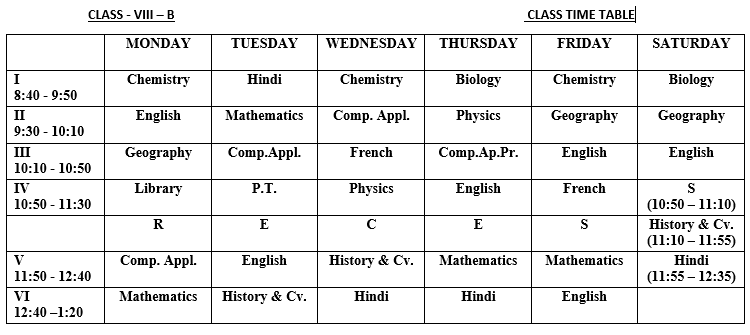 CLASS - VIII – B CLASS TIME TABLE
MONDAY TUESDAY WEDNESDAY THURSDAY FRIDAY SATURDAY
I Chemistry Hindi Chemistry Biology Chemistry Biology
8:40 - 9:50
II English Mathematics Comp. Appl. Physics Geography Geography
9:30 - 10:10
III Geography Comp.Appl. French Comp.Ap.Pr. English English
10:10 - 10:50
IV Library P.T. Physics English French S
10:50 - 11:30 (10:50 – 11:10)
R E C E S History & Cv.
(11:10 – 11:55)
V Comp. Appl. English History & Cv. Mathematics Mathematics Hindi
11:50 - 12:40 (11:55 – 12:35)
VI Mathematics History & Cv. Hindi Hindi English
12:40 –1:20